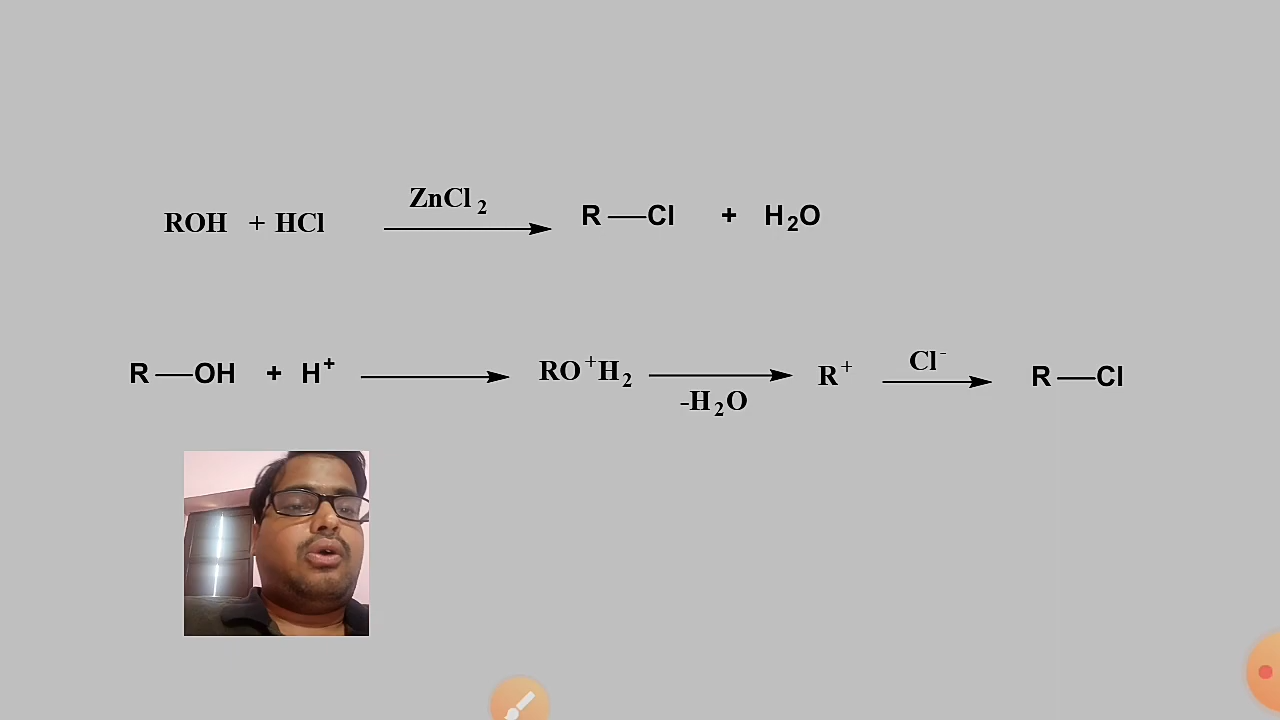 ZnCl₂
ROH + HCl R—Cl + H₂O
R—OH + H⁺ RO⁺H₂ -H₂O R⁺ Cl⁻ R—Cl